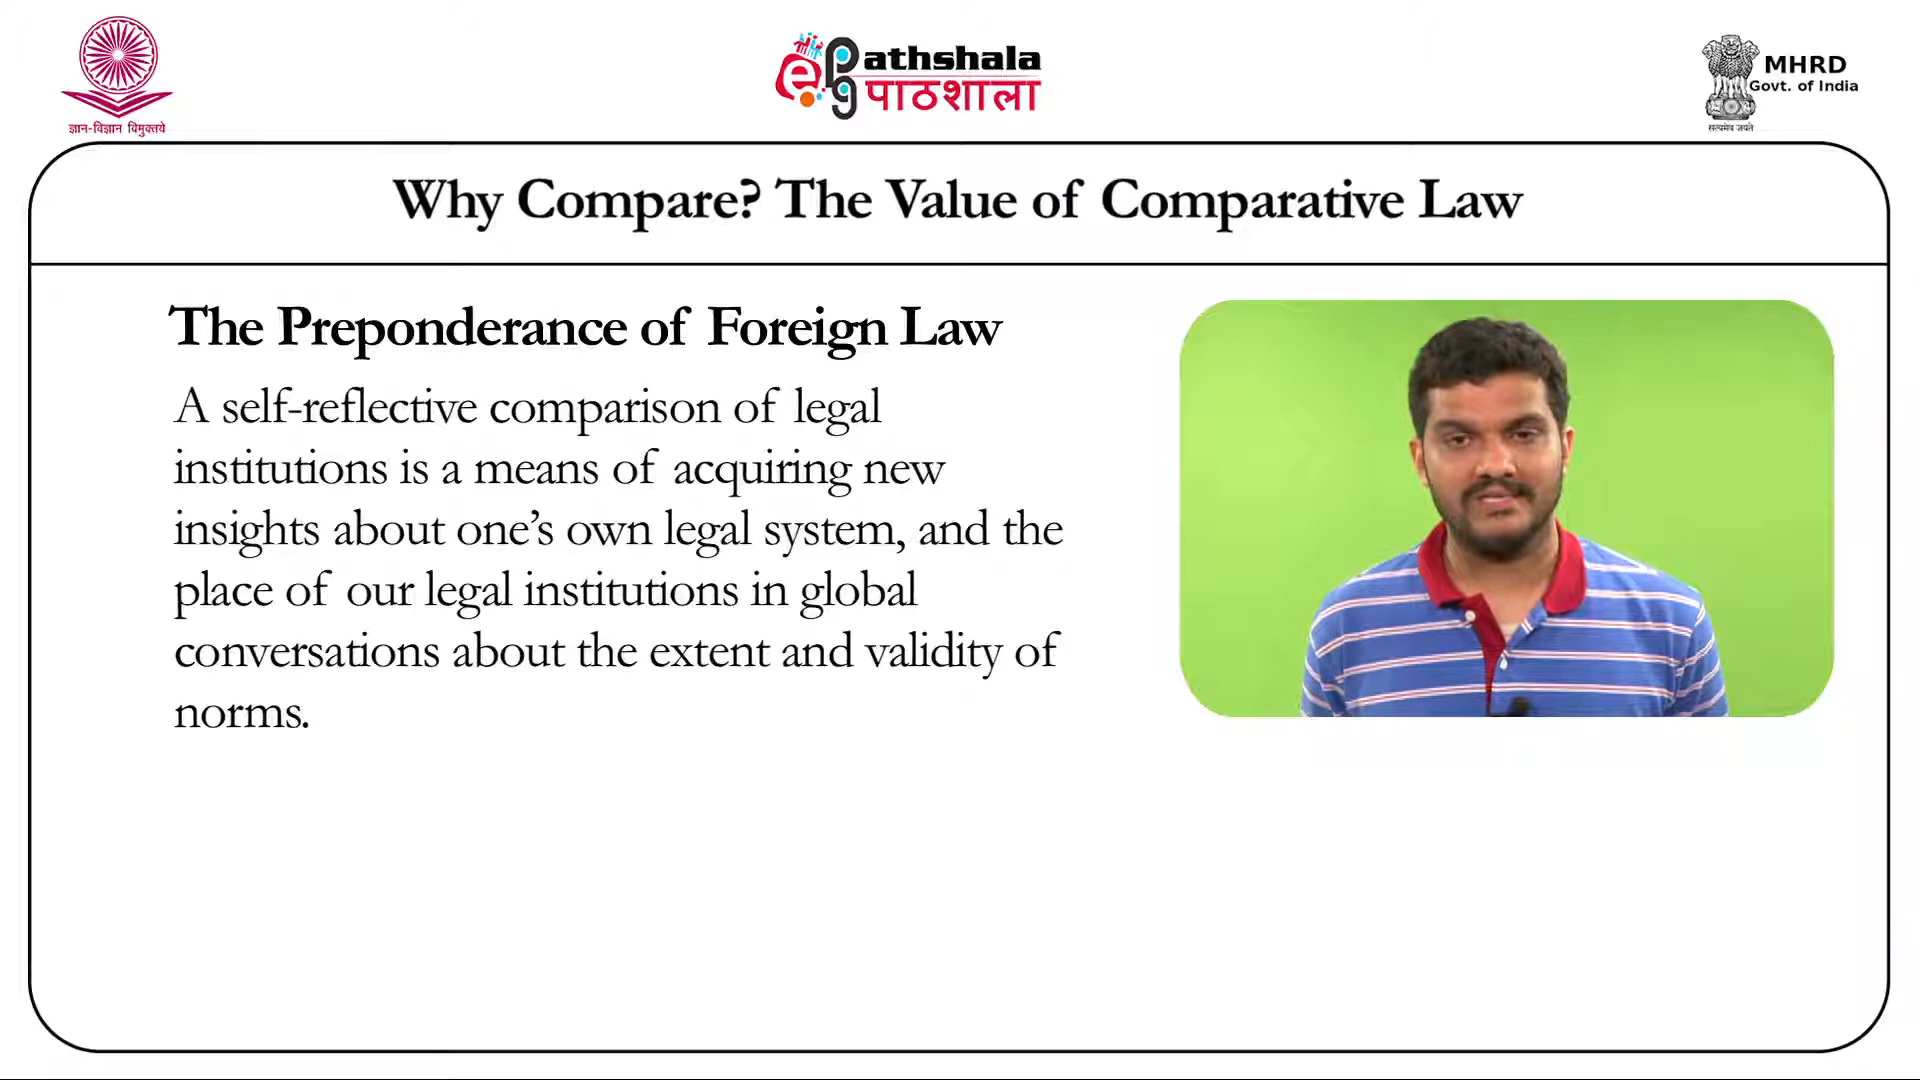 ज्ञान-विज्ञान विमुक्तये
e PG Pathshala
पाठशाला
MHRD
Govt. of India
सत्यमेव जयते
Why Compare? The Value of Comparative Law
The Preponderance of Foreign Law
A self-reflective comparison of legal
institutions is a means of acquiring new
insights about one’s own legal system, and the
place of our legal institutions in global
conversations about the extent and validity of
norms.